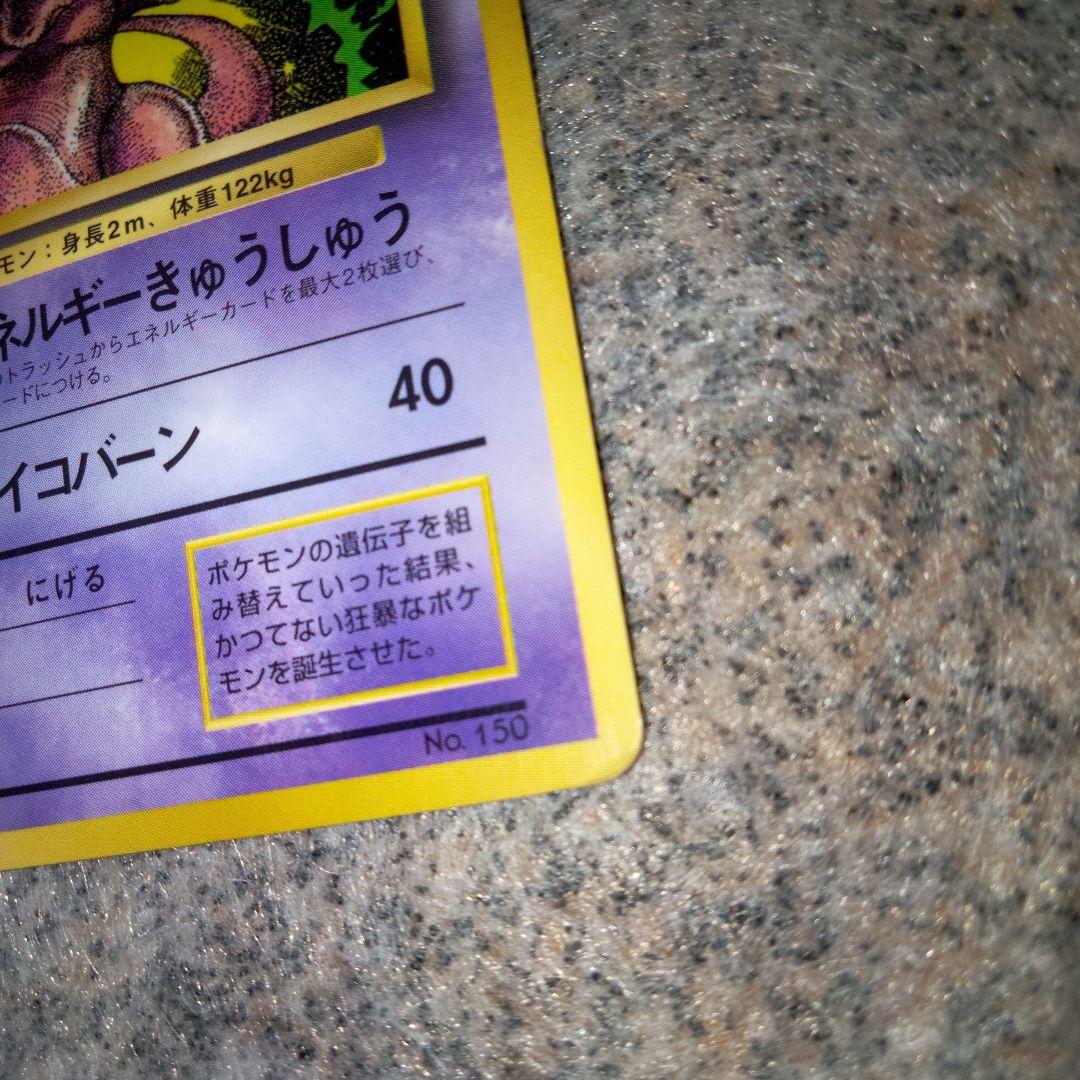 モン：身長2m、体重122kg
ネルギーきゅうしゅう
トラッシュからエネルギーカードを最大2枚選び、
ードにつける。
イコバーン 40
にげる
ポケモンの遺伝子を組
み替えていった結果、
かつてない狂暴なポケ
モンを誕生させた。
No. 150